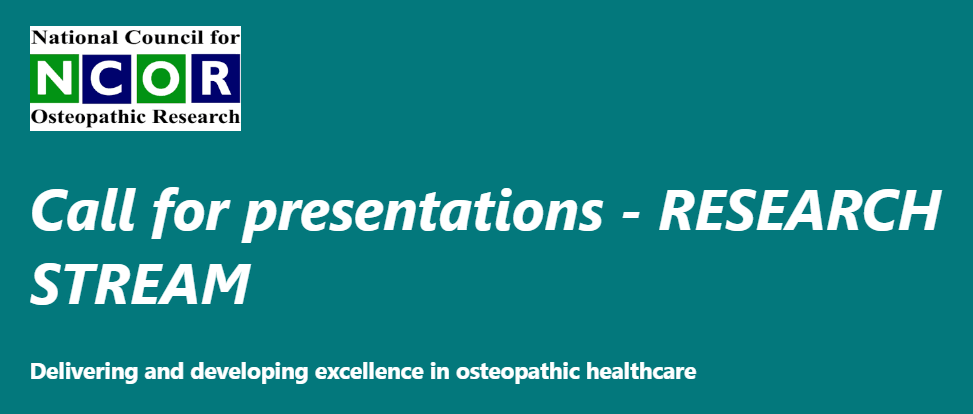 National Council for
NCOR
Osteopathic Research
Call for presentations - RESEARCH
STREAM
Delivering and developing excellence in osteopathic healthcare